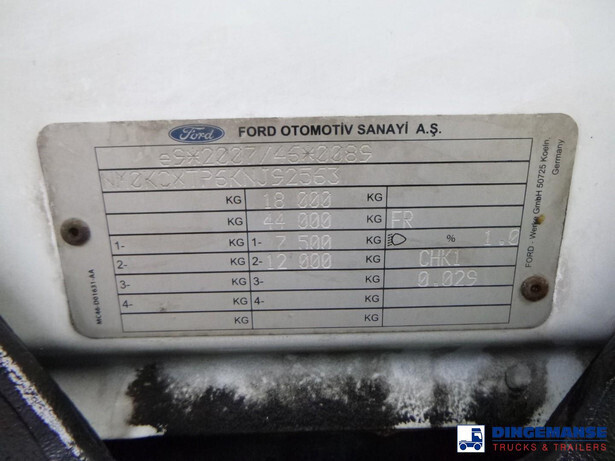 Ford FORD OTOMOTİV SANAYİ A.Ş.
e9*2007/46*0089
KG 18 000 KG
KG 44 000 KG FR
1- KG 1- 7 500 KG % 1.0
2- KG 2- 12 000 KG CHK1
3- KG 3- KG 0.029
4- KG 4- KG
KG KG
FORD - Werke GmbH 50725 Koeln,
Germany
DINGEMANSE
TRUCKS & TRAILERS